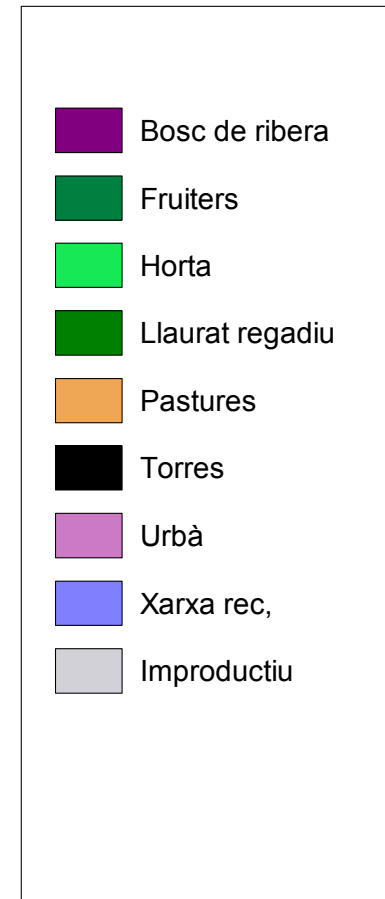 Bosc de ribera
Fruiters
Horta
Llaurat regadiu
Pastures
Torres
Urbà
Xarxa rec,
Improductiu